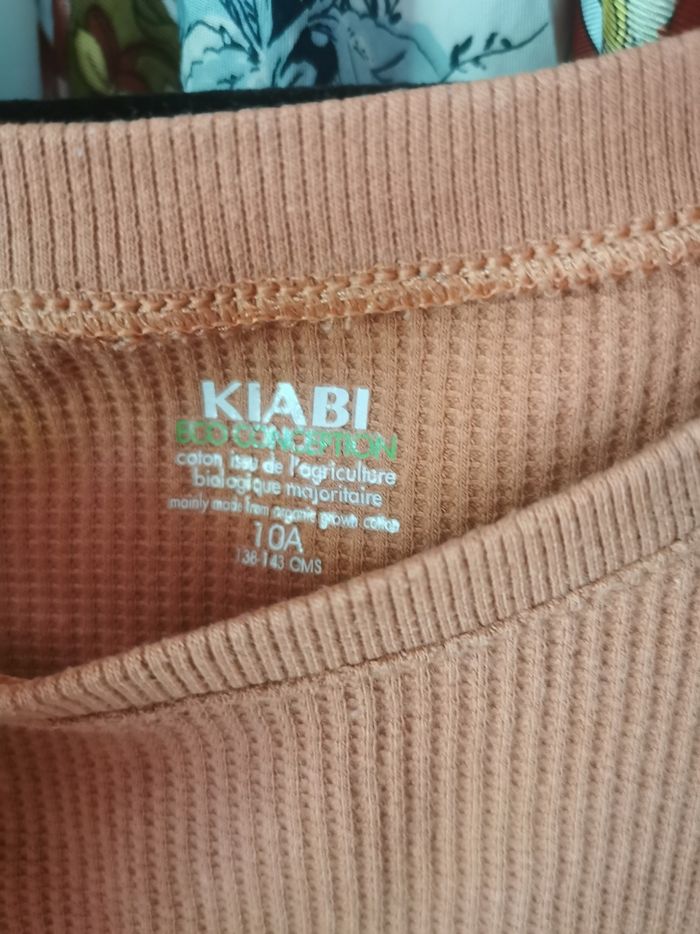 KIABI
ECO CONCEPTION
coton issu de l'agriculture
biologique majoritaire
mainly made from organic grown cotton
10A
138-143 CMS